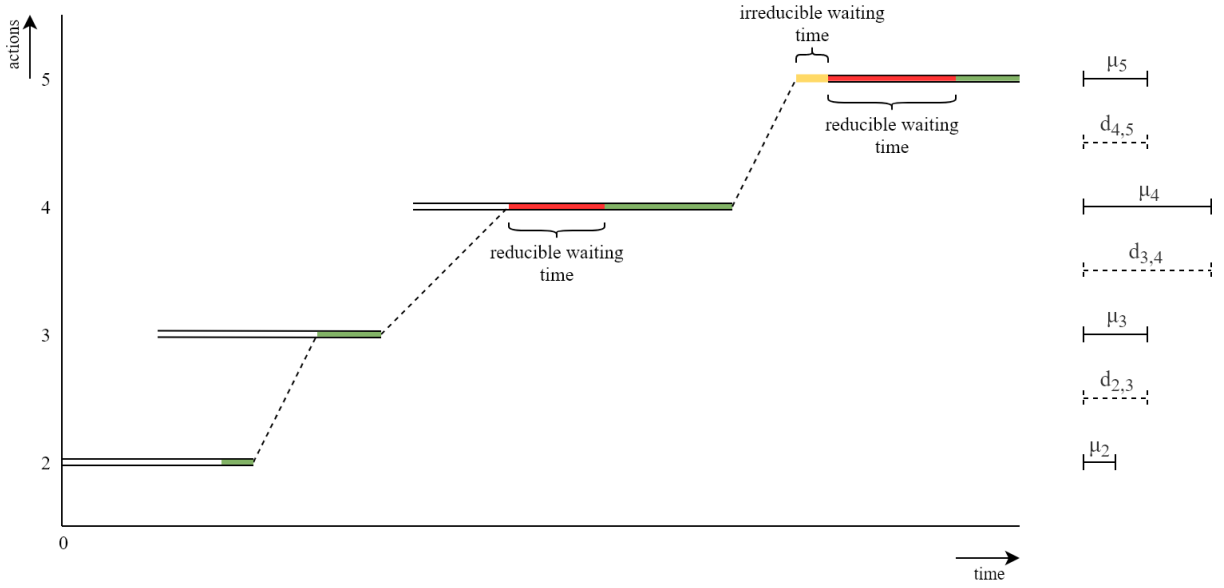 irreducible waiting
time
actions
5
reducible waiting
time
μ5
d4,5
4
reducible waiting
time
μ4
d3,4
3
μ3
d2,3
2
μ2
0
time